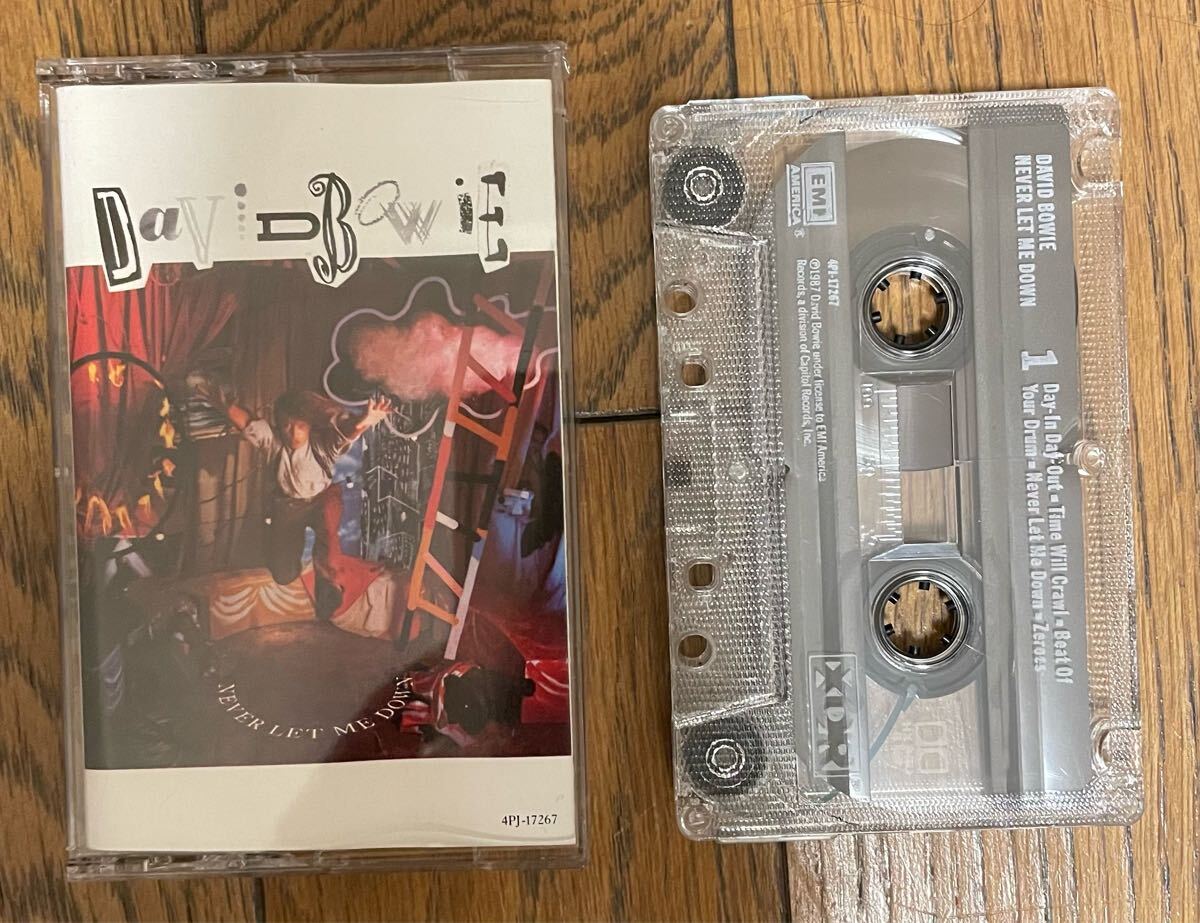 DaViD BowiE
NEVER LET ME DOWN
4PJ-17267
DAVID BOWIE
NEVER LET ME DOWN
1
Day-In Day-Out • Time Will Crawl • Beat Of
Your Drum • Never Let Me Down • Zeroes
EMI
AMERICA ®
4PJ-17267
℗1987 David Bowie under license to EMI America
Records, a division of Capitol Records, Inc.
XDR